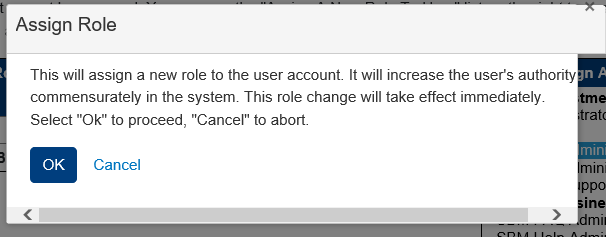 Assign Role
This will assign a new role to the user account. It will increase the user's authority
commensurately in the system. This role change will take effect immediately.
Select "Ok" to proceed, "Cancel" to abort.
OK
Cancel